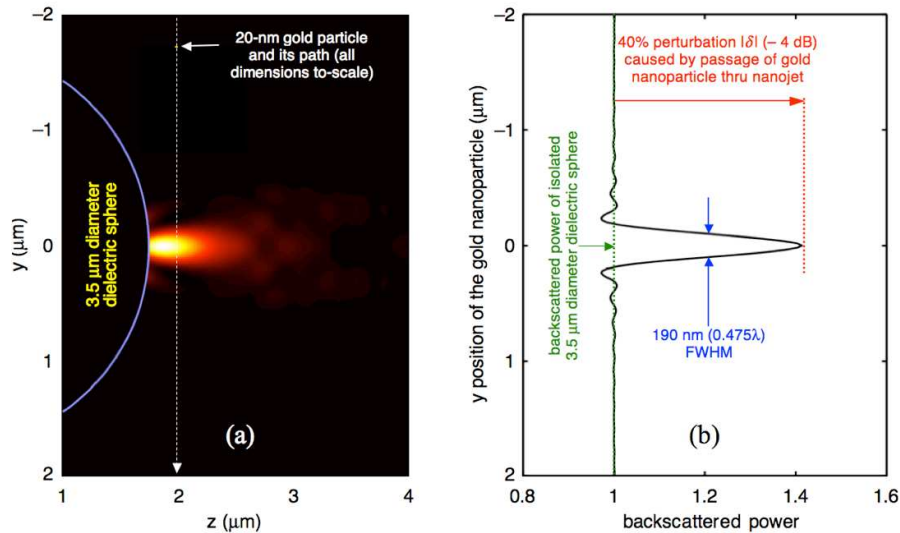 20-nm gold particle
and its path (all
dimensions to-scale)
3.5 μm diameter
dielectric sphere
(a)
–2
–1
0
1
2
y (μm)
1
2
3
4
z (μm)
40% perturbation |δ| (– 4 dB)
caused by passage of gold
nanoparticle thru nanojet
backscattered power of isolated
3.5 μm diameter dielectric sphere
190 nm (0.475λ)
FWHM
(b)
–2
–1
0
1
2
y position of the gold nanoparticle (μm)
0.8
1
1.2
1.4
1.6
backscattered power